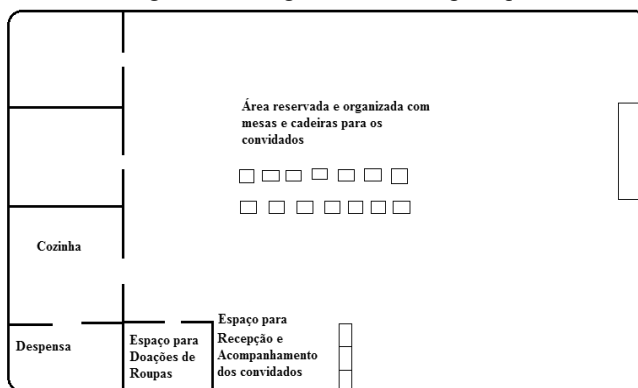 Área reservada e organizada com
mesas e cadeiras para os
convidados
Cozinha
Despensa
Espaço para
Doações de
Roupas
Espaço para
Recepção e
Acompanhamento
dos convidados